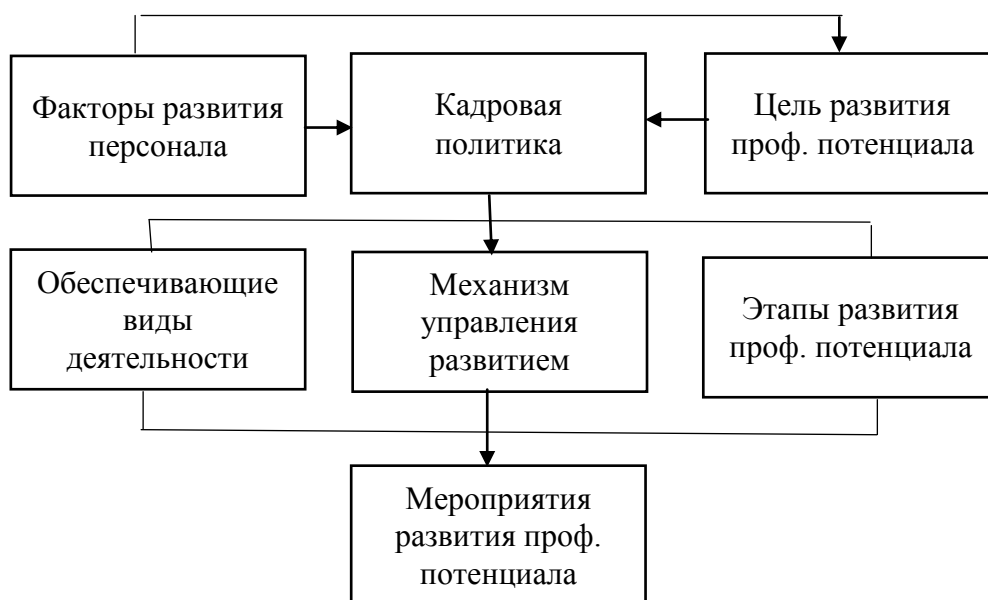 Факторы развития
персонала
Кадровая
политика
Цель развития
проф. потенциала
Обеспечивающие
виды
деятельности
Механизм
управления
развитием
Этапы развития
проф. потенциала
Мероприятия
развития проф.
потенциала